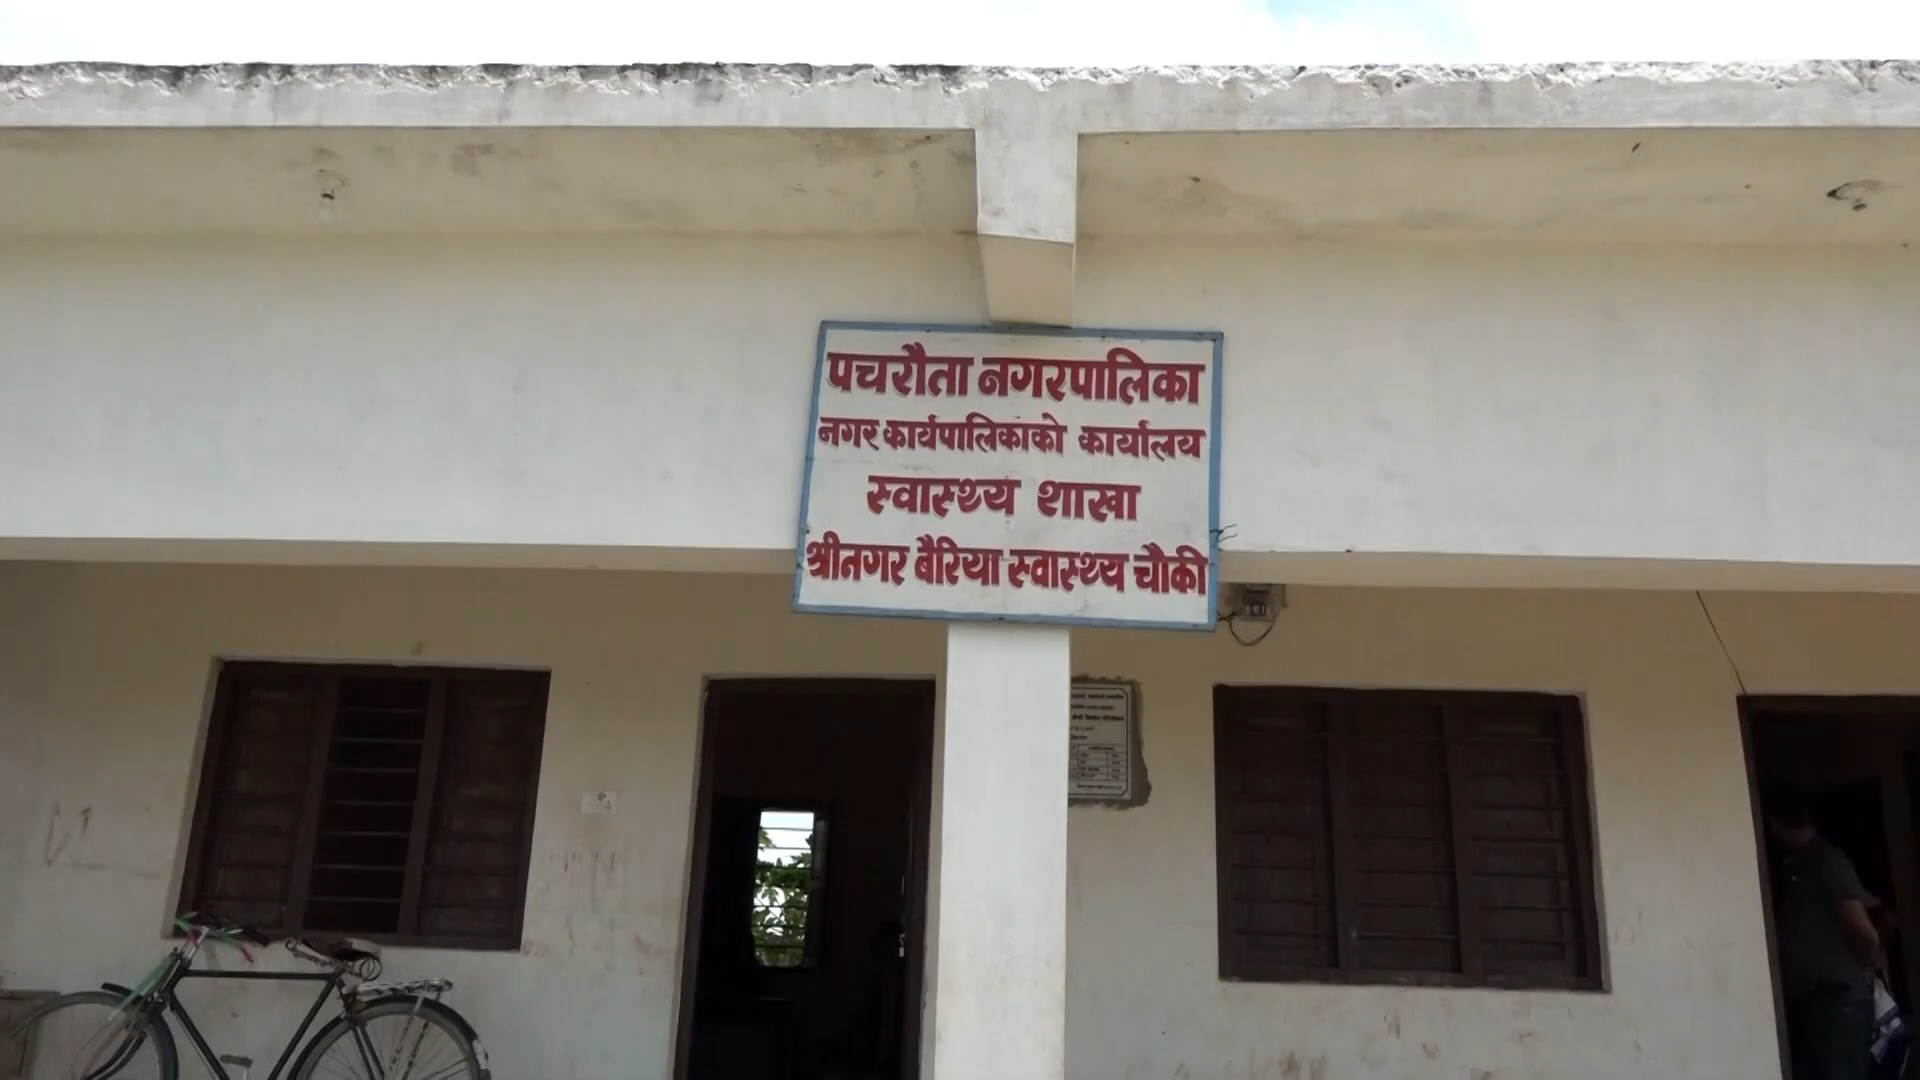 पचरौता नगरपालिका
नगर कार्यपालिकाको कार्यालय
स्वास्थ्य शाखा
श्रीनगर बैरिया स्वास्थ्य चौकी